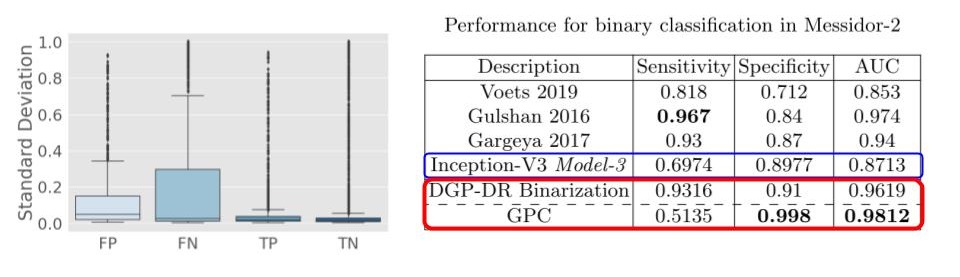 Standard Deviation
1.0
0.8
0.6
0.4
0.2
0.0
FP FN TP TN
Performance for binary classification in Messidor-2
Description Sensitivity Specificity AUC
Voets 2019 0.818 0.712 0.853
Gulshan 2016 0.967 0.84 0.974
Gargeya 2017 0.93 0.87 0.94
Inception-V3 Model-3 0.6974 0.8977 0.8713
DGP-DR Binarization 0.9316 0.91 0.9619
GPC 0.5135 0.998 0.9812